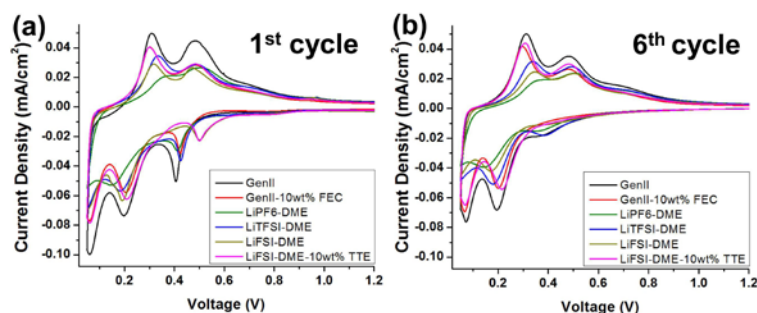 (a)
1st cycle
Current Density (mA/cm²)
0.04
0.02
0.00
-0.02
-0.04
-0.06
-0.08
-0.10
GenII
GenII-10wt% FEC
LiPF6-DME
LiTFSI-DME
LiFSI-DME
LiFSI-DME-10wt% TTE
0.0 0.2 0.4 0.6 0.8 1.0 1.2
Voltage (V)
(b)
6th cycle
Current Density (mA/cm²)
0.04
0.02
0.00
-0.02
-0.04
-0.06
-0.08
-0.10
GenII
GenII-10wt% FEC
LiPF6-DME
LiTFSI-DME
LiFSI-DME
LiFSI-DME-10wt% TTE
0.0 0.2 0.4 0.6 0.8 1.0 1.2
Voltage (V)